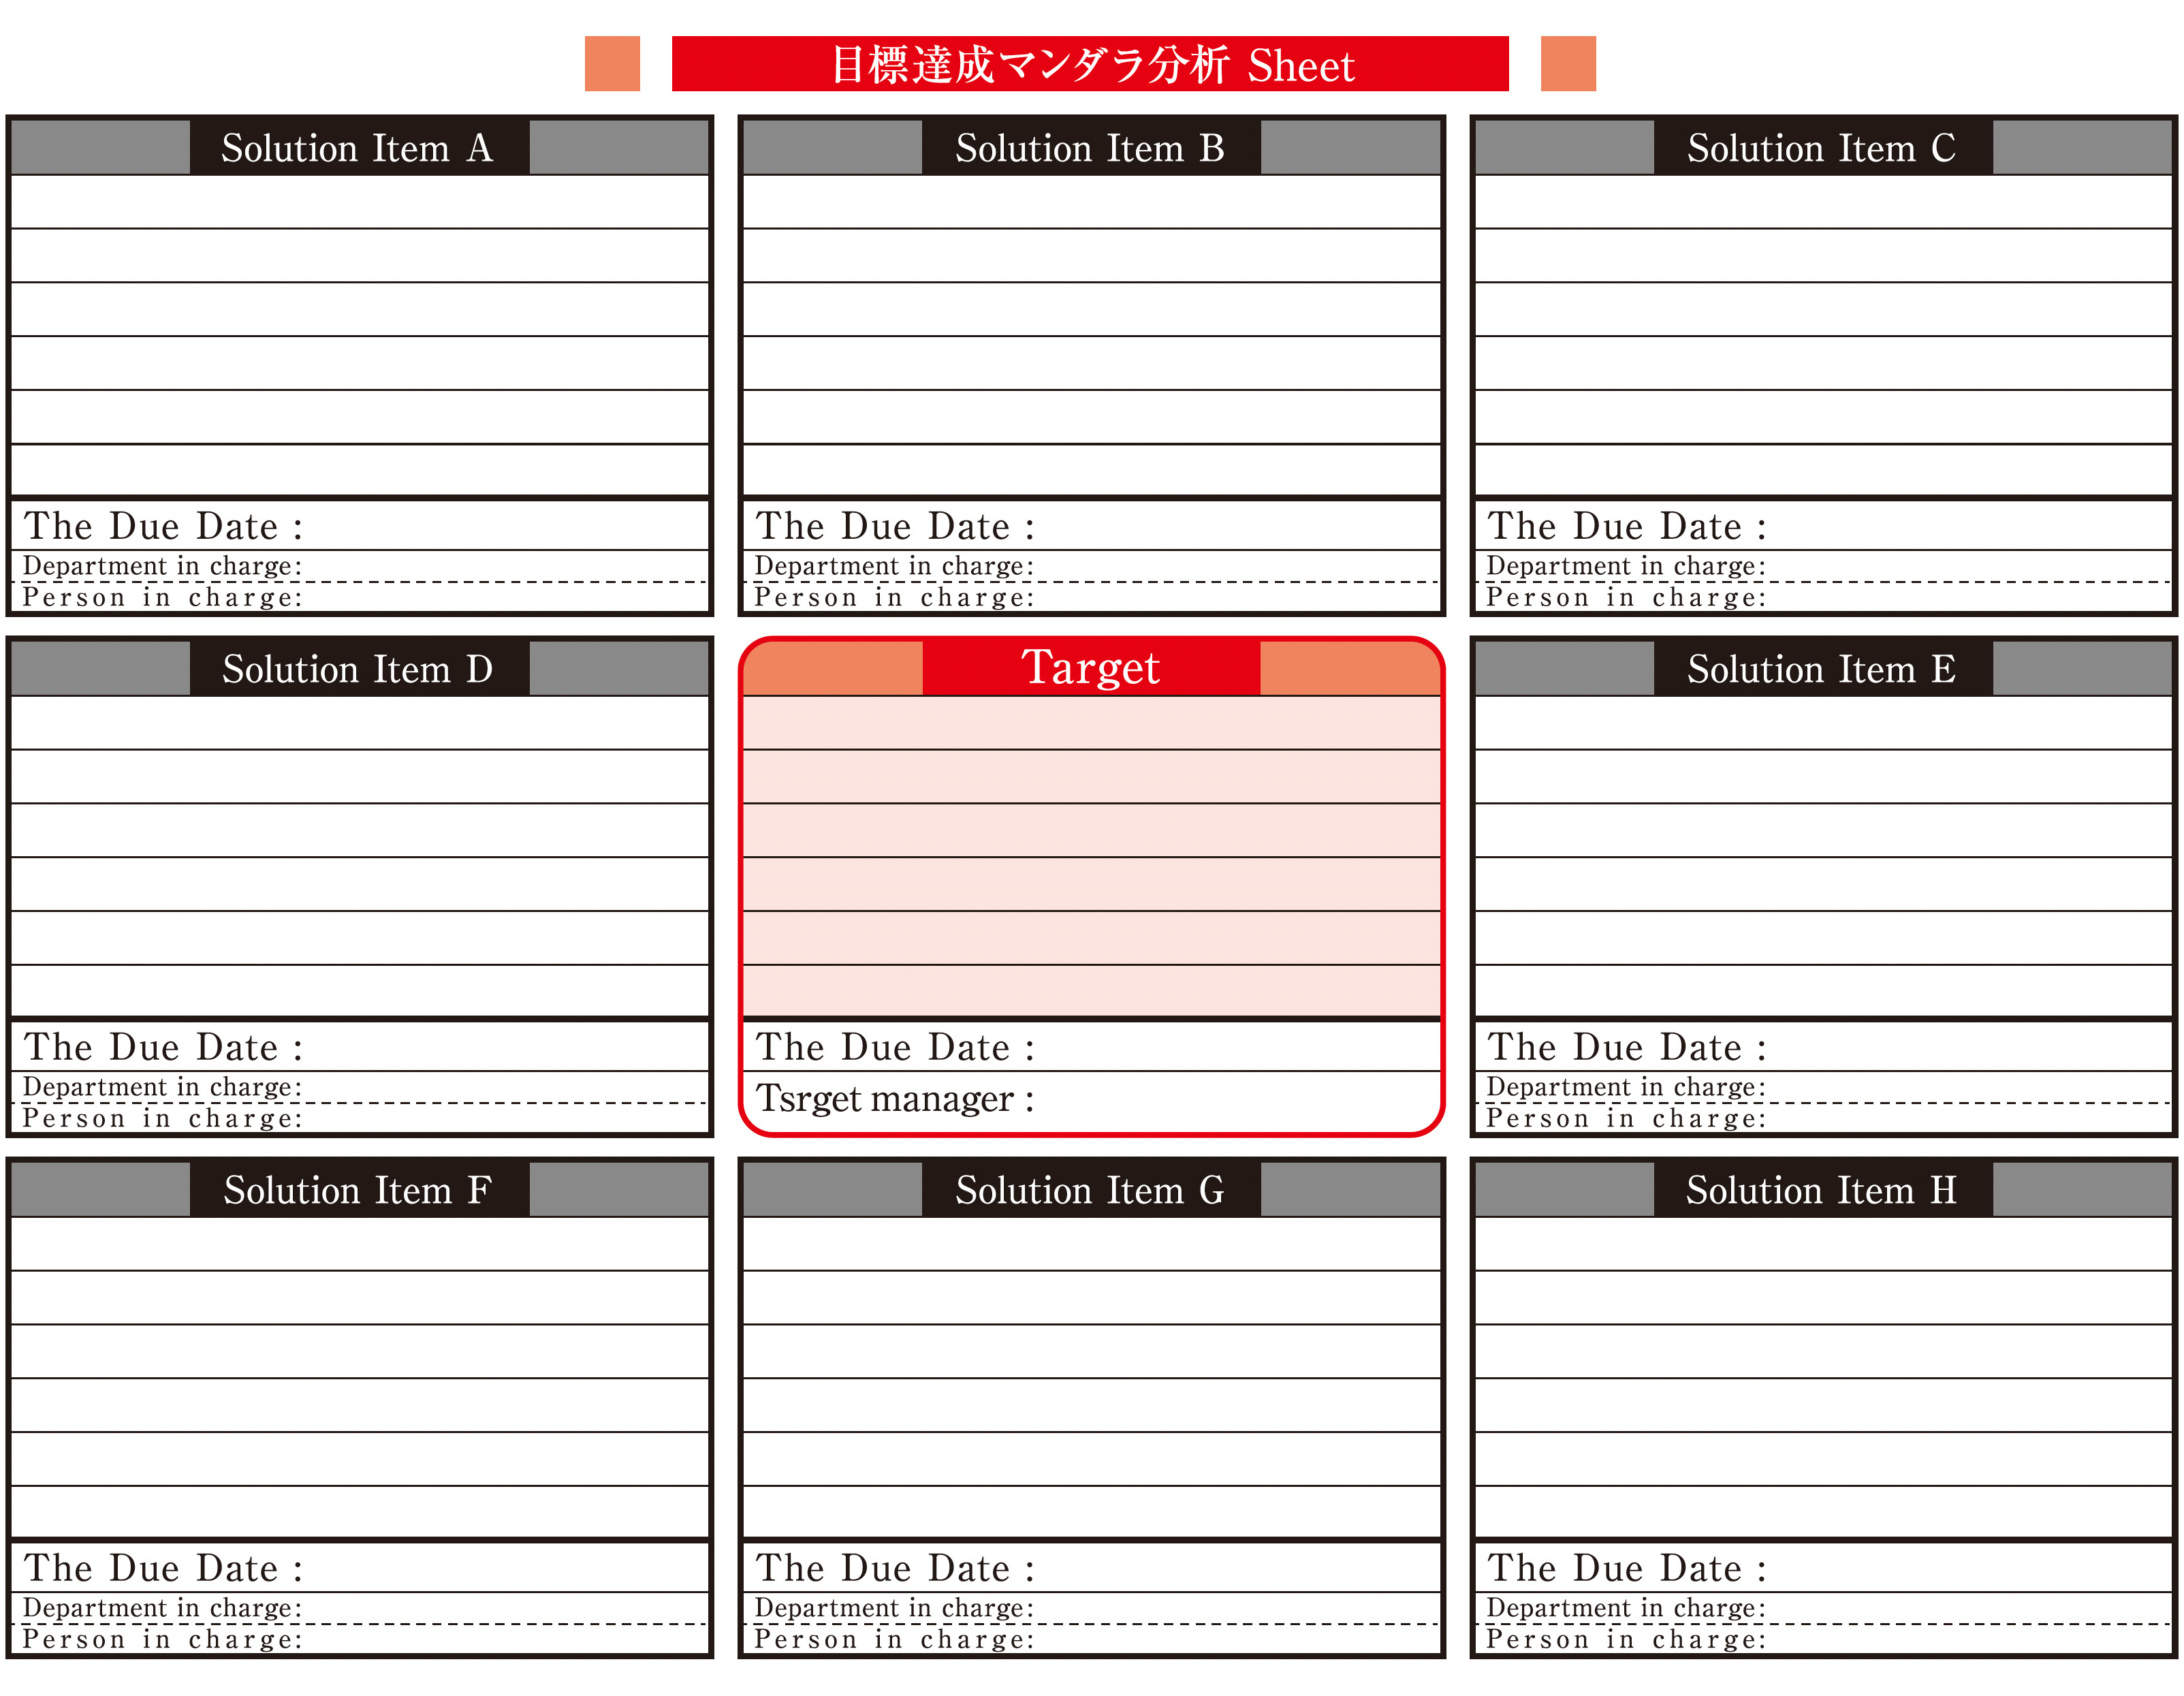 目標達成マンダラ分析 Sheet
Solution Item A
The Due Date :
Department in charge:
Person in charge:
Solution Item B
The Due Date :
Department in charge:
Person in charge:
Solution Item C
The Due Date :
Department in charge:
Person in charge:
Solution Item D
The Due Date :
Department in charge:
Person in charge:
Target
The Due Date :
Tsrget manager :
Solution Item E
The Due Date :
Department in charge:
Person in charge:
Solution Item F
The Due Date :
Department in charge:
Person in charge:
Solution Item G
The Due Date :
Department in charge:
Person in charge:
Solution Item H
The Due Date :
Department in charge:
Person in charge: